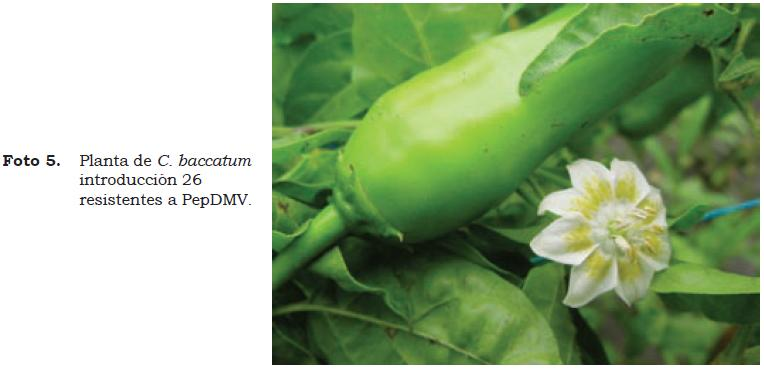 Foto 5. Planta de C. baccatum
introducción 26
resistentes a PepDMV.